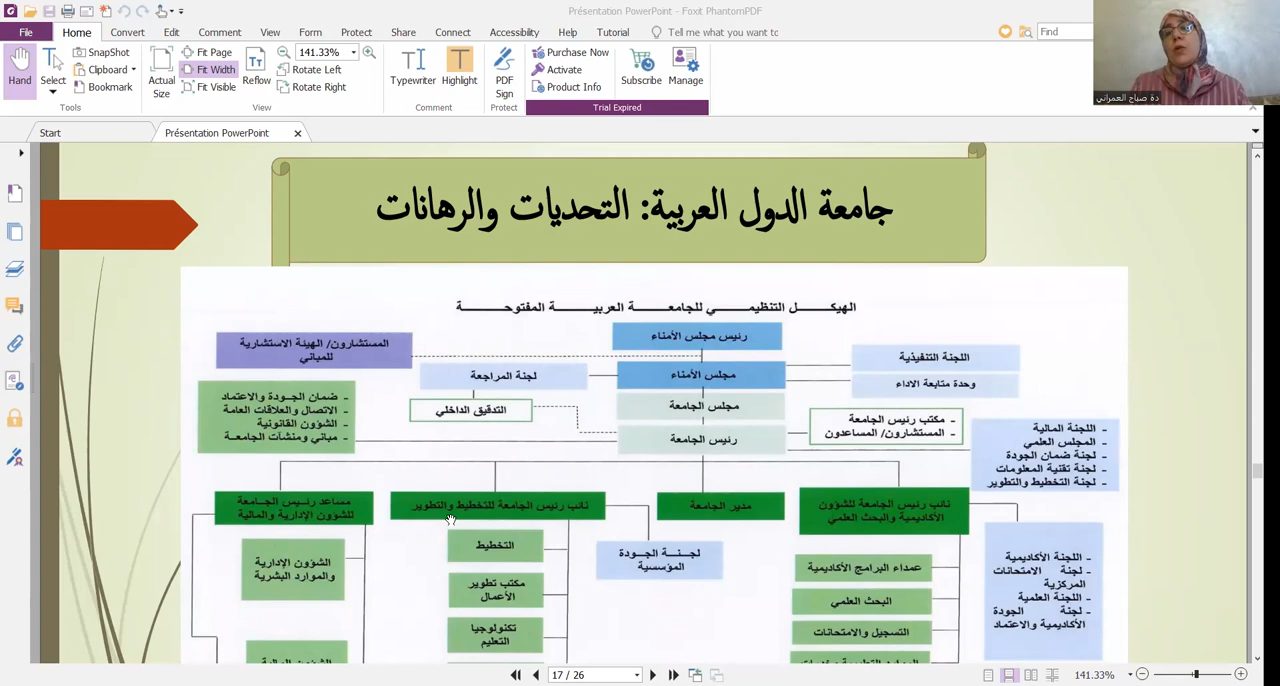 Présentation PowerPoint - Foxit PhantomPDF
File Home Convert Edit Comment View Form Protect Share Connect Accessibility Help Tutorial Tell me what you want to Find
Hand
Select
SnapShot
Clipboard
Bookmark
Tools
Actual Size
Fit Page
Fit Width
Fit Visible
Reflow
141.33%
Rotate Left
Rotate Right
View
Typewriter
Highlight
Comment
PDF Sign
Protect
Purchase Now
Activate
Product Info
Subscribe
Manage
Trial Expired
دة صباح العمراني
Start
Présentation PowerPoint
جامعة الدول العربية: التحديات والرهانات
الهيكل التنظيمي للجامعة العربية المفتوحة
رئيس مجلس الأمناء
المستشارون/ الهيئة الاستشارية للمباني
اللجنة التنفيذية
مجلس الأمناء
لجنة المراجعة
وحدة متابعة الاداء
- ضمان الجودة والاعتماد
- الاتصال والعلاقات العامة
- الشؤون القانونية
- مباني ومنشآت الجامعة
التدقيق الداخلي
مجلس الجامعة
- مكتب رئيس الجامعة
- المستشارون/ المساعدون
رئيس الجامعة
- اللجنة المالية
- المجلس العلمي
- لجنة ضمان الجودة
- لجنة تقنية المعلومات
- لجنة التخطيط والتطوير
نائب رئيس الجامعة للشؤون الأكاديمية والبحث العلمي
مدير الجامعة
نائب رئيس الجامعة للتخطيط والتطوير
مساعد رئيس الجامعة للشؤون الإدارية والمالية
- اللجنة الأكاديمية
- لجنة الامتحانات المركزية
- اللجنة العلمية
- لجنة الجودة الأكاديمية والاعتماد
عمداء البرامج الأكاديمية
البحث العلمي
التسجيل والامتحانات
لجنة الجودة المؤسسية
التخطيط
مكتب تطوير الأعمال
تكنولوجيا التعليم
الشؤون الإدارية والموارد البشرية
الشؤون المالية
17 / 26
141.33%